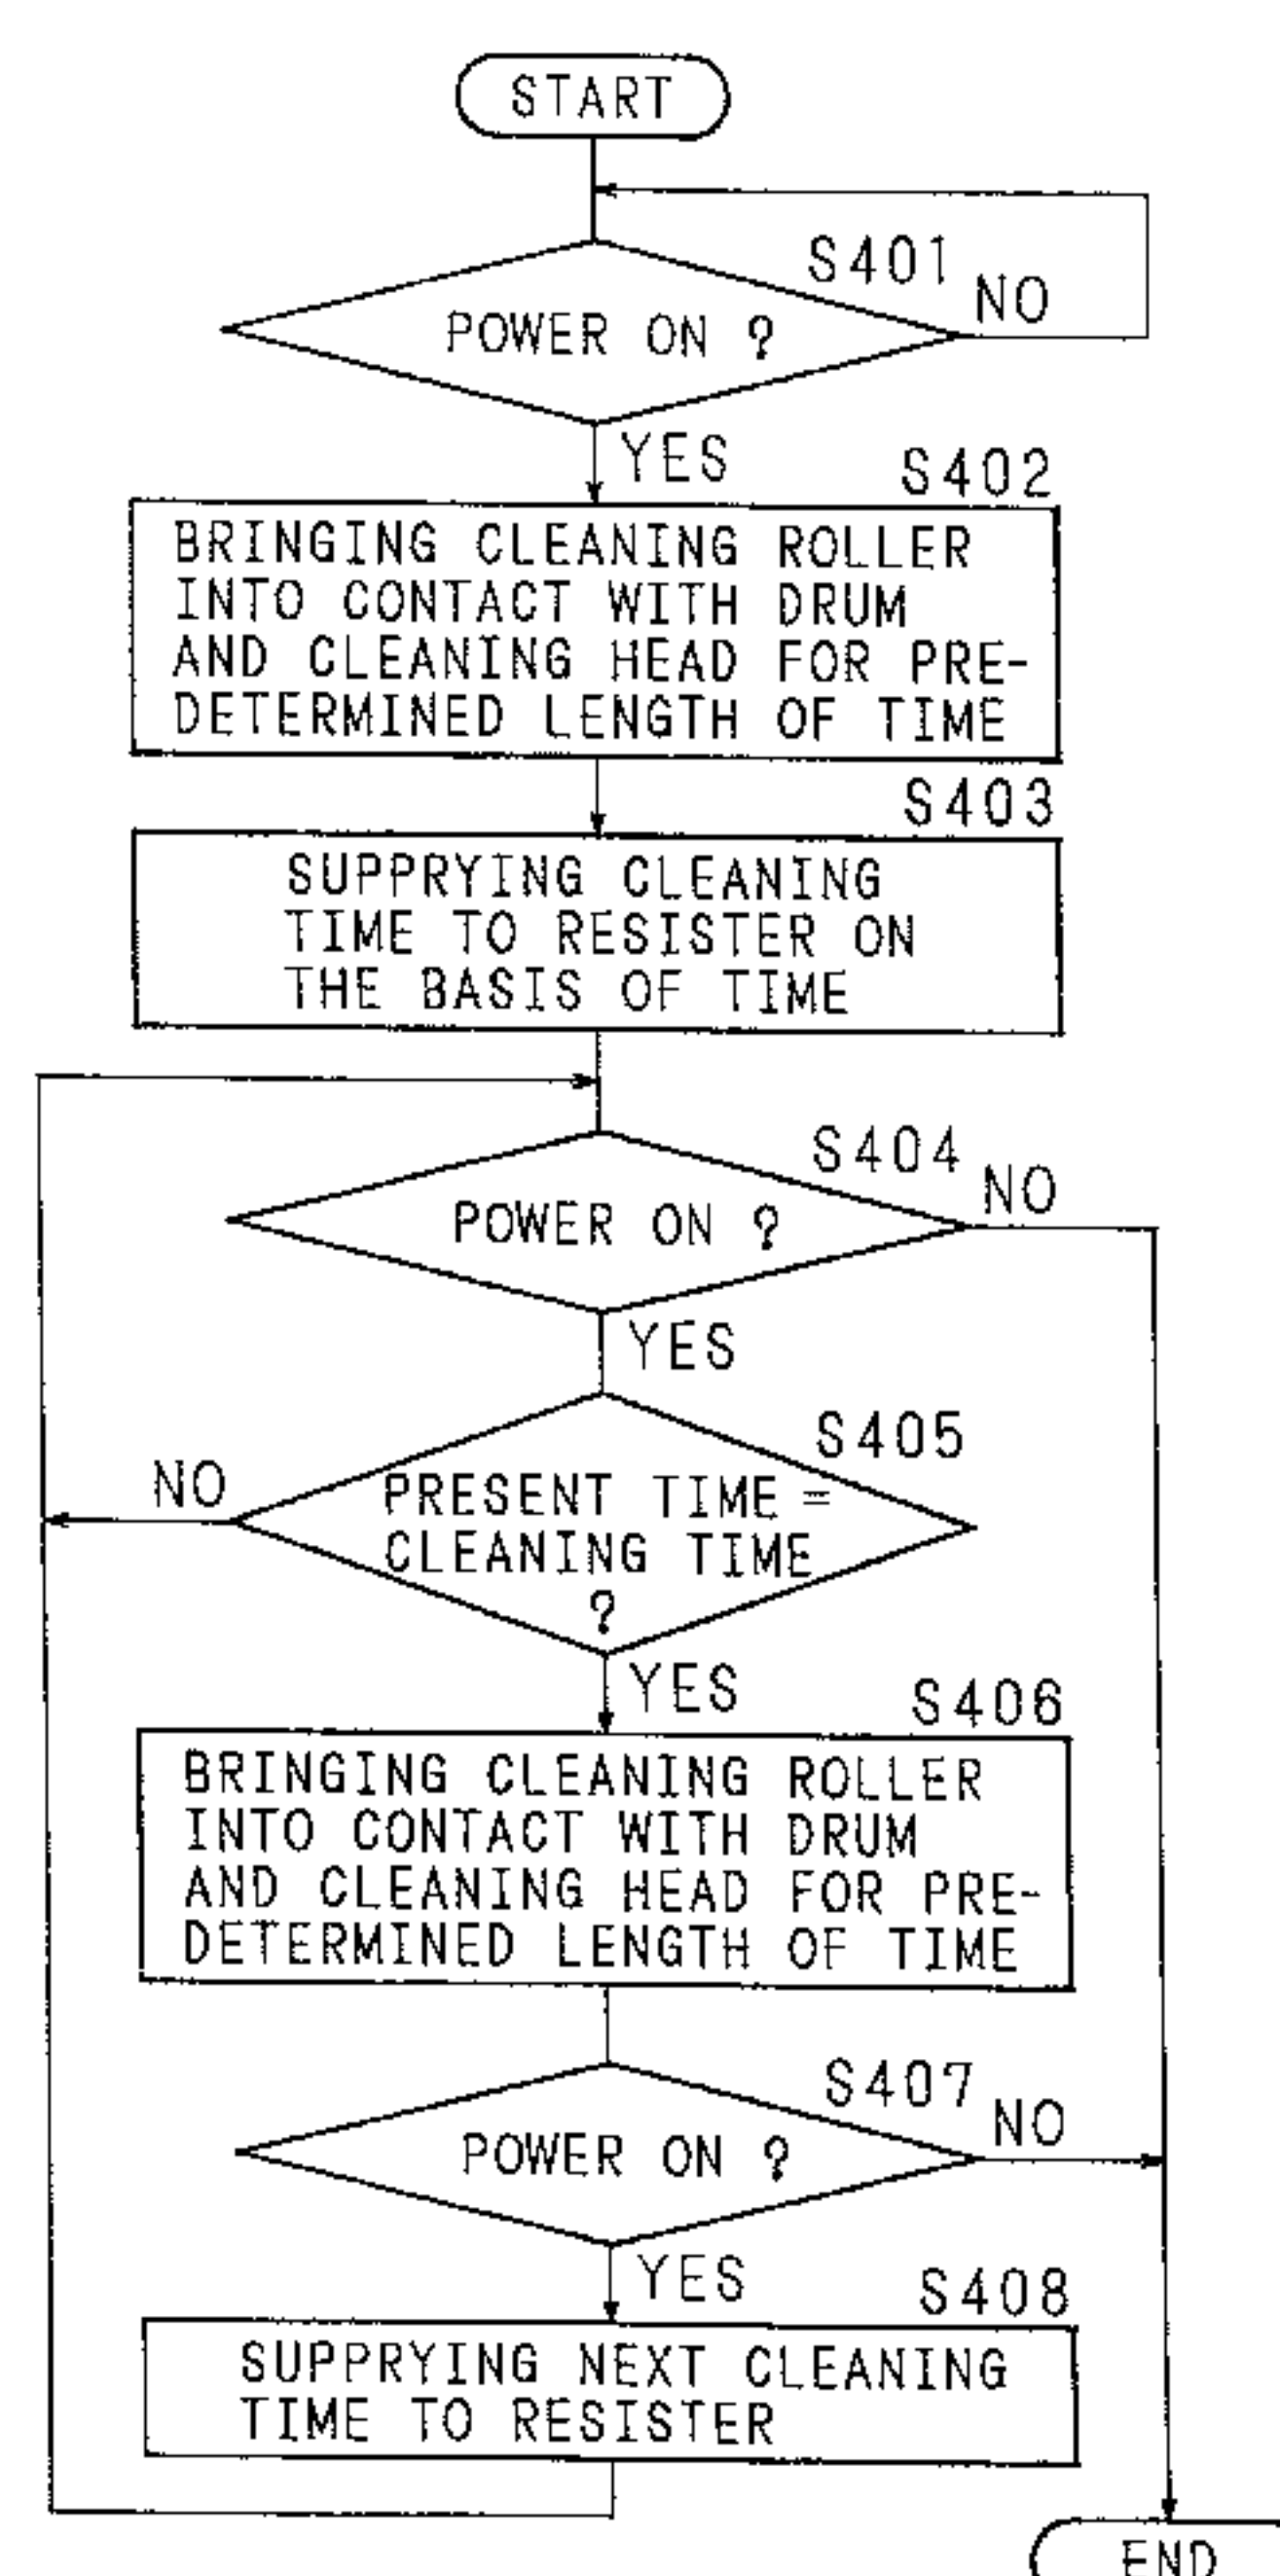 START
S401
NO
POWER ON ?
YES
S402
BRINGING CLEANING ROLLER
INTO CONTACT WITH DRUM
AND CLEANING HEAD FOR PRE-
DETERMINED LENGTH OF TIME
S403
SUPPRYING CLEANING
TIME TO RESISTER ON
THE BASIS OF TIME
S404
NO
POWER ON ?
YES
S405
NO
PRESENT TIME =
CLEANING TIME
?
YES
S406
BRINGING CLEANING ROLLER
INTO CONTACT WITH DRUM
AND CLEANING HEAD FOR PRE-
DETERMINED LENGTH OF TIME
S407
NO
POWER ON ?
YES
S408
SUPPRYING NEXT CLEANING
TIME TO RESISTER
END